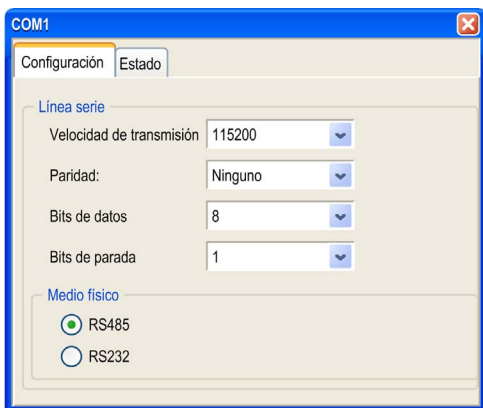 COM1
Configuración Estado
Línea serie
Velocidad de transmisión 115200
Paridad: Ninguno
Bits de datos 8
Bits de parada 1
Medio físico
RS485
RS232